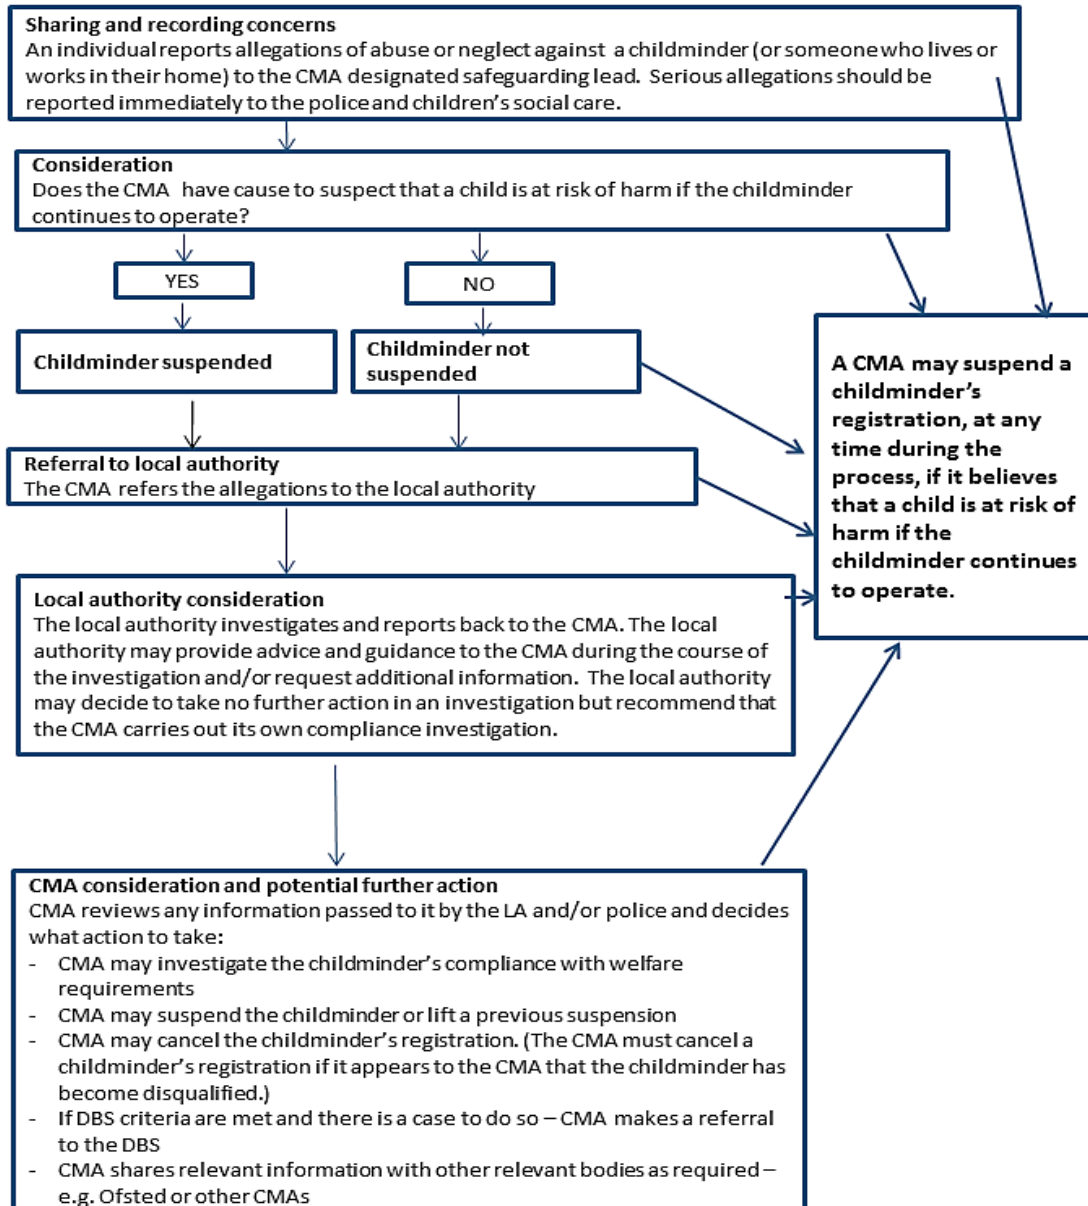 Sharing and recording concerns
An individual reports allegations of abuse or neglect against a childminder (or someone who lives or
works in their home) to the CMA designated safeguarding lead. Serious allegations should be
reported immediately to the police and children's social care.
Consideration
Does the CMA have cause to suspect that a child is at risk of harm if the childminder
continues to operate?
YES
NO
Childminder suspended
Childminder not
suspended
A CMA may suspend a
childminder's
registration, at any
time during the
process, if it believes
that a child is at risk of
harm if the
childminder continues
to operate.
Referral to local authority
The CMA refers the allegations to the local authority
Local authority consideration
The local authority investigates and reports back to the CMA. The local
authority may provide advice and guidance to the CMA during the course of
the investigation and/or request additional information. The local authority
may decide to take no further action in an investigation but recommend that
the CMA carries out its own compliance investigation.
CMA consideration and potential further action
CMA reviews any information passed to it by the LA and/or police and decides
what action to take:
- CMA may investigate the childminder's compliance with welfare
requirements
- CMA may suspend the childminder or lift a previous suspension
- CMA may cancel the childminder's registration. (The CMA must cancel a
childminder's registration if it appears to the CMA that the childminder has
become disqualified.)
- If DBS criteria are met and there is a case to do so – CMA makes a referral
to the DBS
- CMA shares relevant information with other relevant bodies as required –
e.g. Ofsted or other CMAs